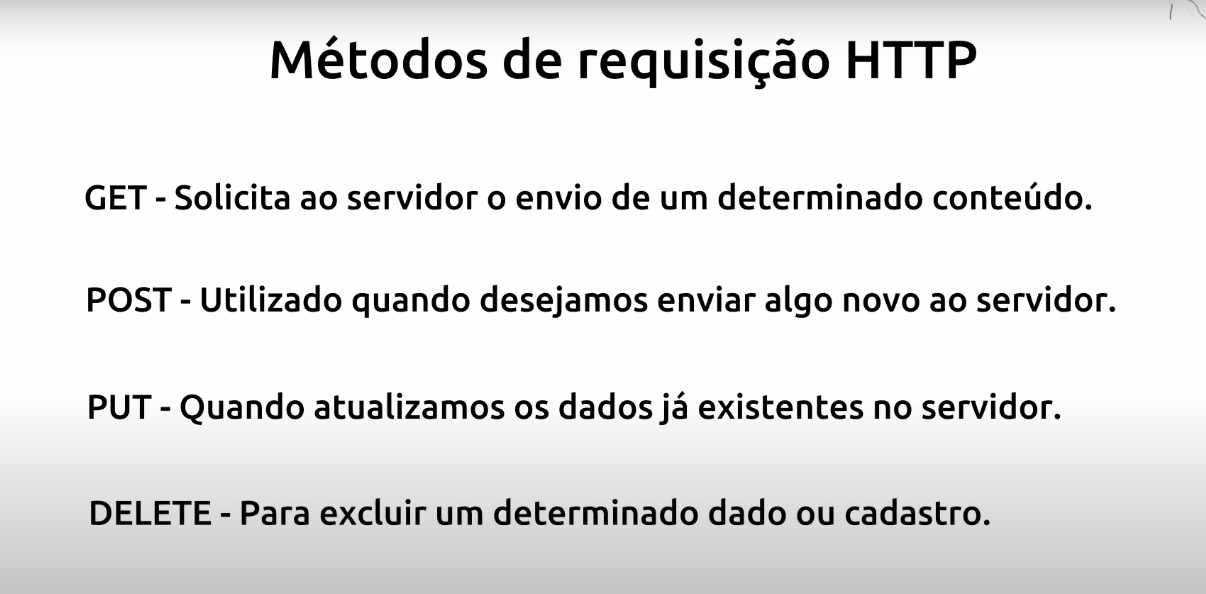 Métodos de requisição HTTP
GET - Solicita ao servidor o envio de um determinado conteúdo.
POST - Utilizado quando desejamos enviar algo novo ao servidor.
PUT - Quando atualizamos os dados já existentes no servidor.
DELETE - Para excluir um determinado dado ou cadastro.